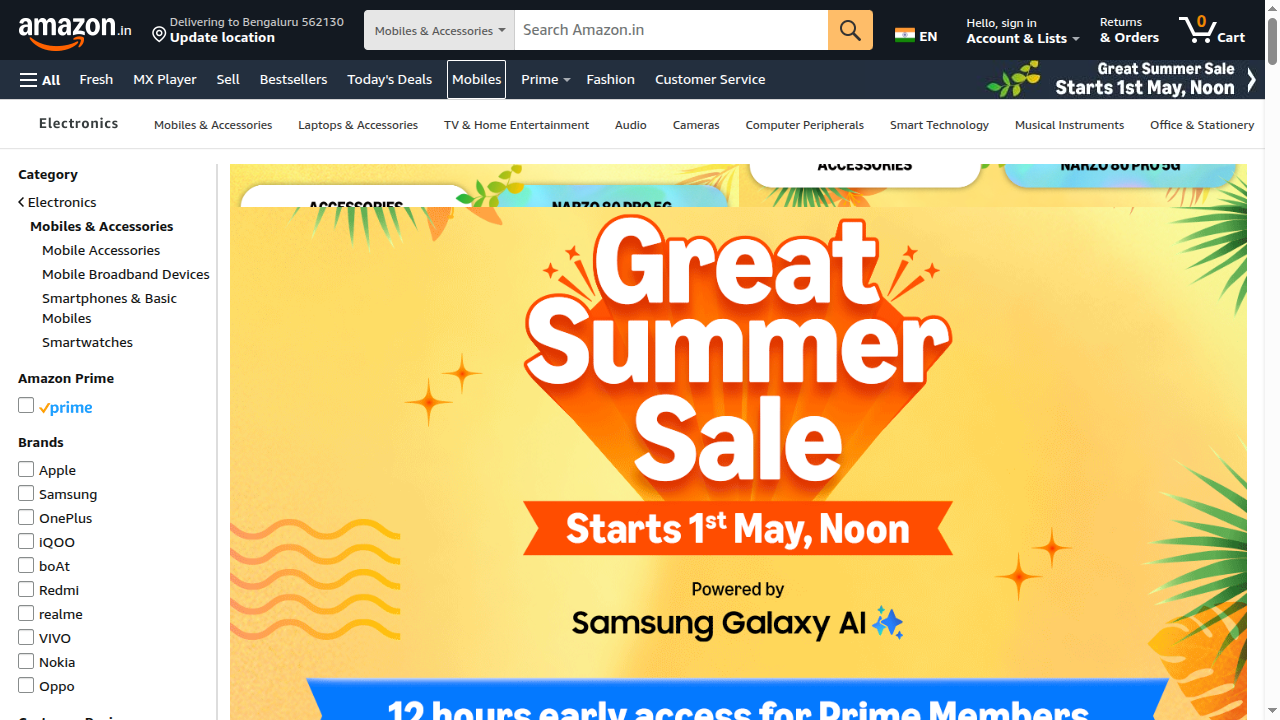 amazon.in
Delivering to Bengaluru 562130
Update location
Mobiles & Accessories
Search Amazon.in
EN
Hello, sign in
Account & Lists
Returns
& Orders
0
Cart
All
Fresh
MX Player
Sell
Bestsellers
Today's Deals
Mobiles
Prime
Fashion
Customer Service
Great Summer Sale
Starts 1st May, Noon
Electronics
Mobiles & Accessories
Laptops & Accessories
TV & Home Entertainment
Audio
Cameras
Computer Peripherals
Smart Technology
Musical Instruments
Office & Stationery
Category
Electronics
Mobiles & Accessories
Mobile Accessories
Mobile Broadband Devices
Smartphones & Basic
Mobiles
Smartwatches
Amazon Prime
prime
Brands
Apple
Samsung
OnePlus
iQOO
boAt
Redmi
realme
VIVO
Nokia
Oppo
ACCESSORIES
NARZO 80 PRO 5G
ACCESSORIES
NARZO 80 PRO 5G
Great
Summer
Sale
Starts 1st May, Noon
Powered by
Samsung Galaxy AI
12 hours early access for Prime Members